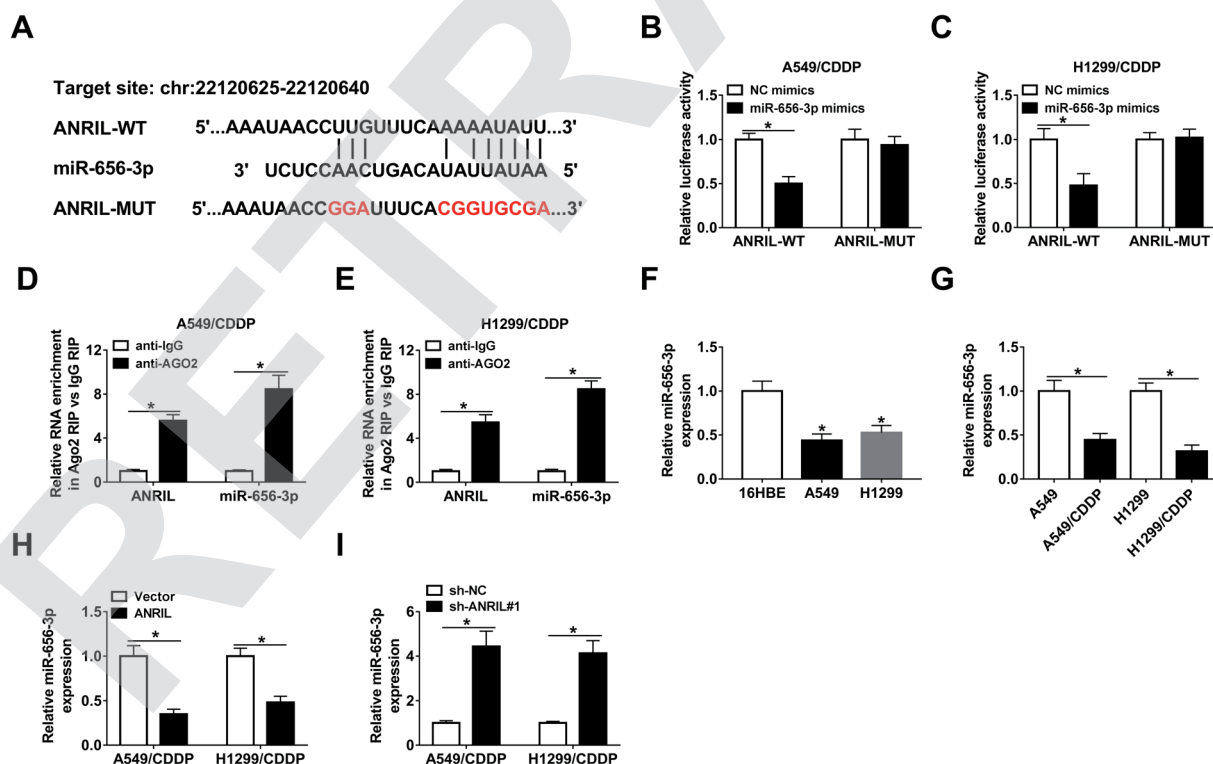 A
Target site: chr:22120625-22120640
ANRIL-WT 5'...AAAUAACCUUGUUUCAAAAUAUU...3'
miR-656-3p 3' UCUCCAACUGACAUAUUAUAA 5'
ANRIL-MUT 5'...AAAUAACCGGAUUUCACGGUGCGA...3'
B
A549/CDDP
NC mimics
miR-656-3p mimics
Relative luciferase activity
1.5
1.0
0.5
0.0
*
ANRIL-WT ANRIL-MUT
C
H1299/CDDP
NC mimics
miR-656-3p mimics
Relative luciferase activity
1.5
1.0
0.5
0.0
*
ANRIL-WT ANRIL-MUT
D
A549/CDDP
anti-IgG
anti-AGO2
Relative RNA enrichment
in Ago2 RIP vs IgG RIP
12
8
4
0
* *
ANRIL miR-656-3p
E
H1299/CDDP
anti-IgG
anti-AGO2
Relative RNA enrichment
in Ago2 RIP vs IgG RIP
12
8
4
0
* *
ANRIL miR-656-3p
F
Relative miR-656-3p
expression
1.5
1.0
0.5
0.0
* *
16HBE A549 H1299
G
Relative miR-656-3p
expression
1.5
1.0
0.5
0.0
* *
A549
A549/CDDP
H1299
H1299/CDDP
H
Vector
ANRIL
Relative miR-656-3p
expression
1.5
1.0
0.5
0.0
* *
A549/CDDP H1299/CDDP
I
sh-NC
sh-ANRIL#1
Relative miR-656-3p
expression
6
4
2
0
* *
A549/CDDP H1299/CDDP